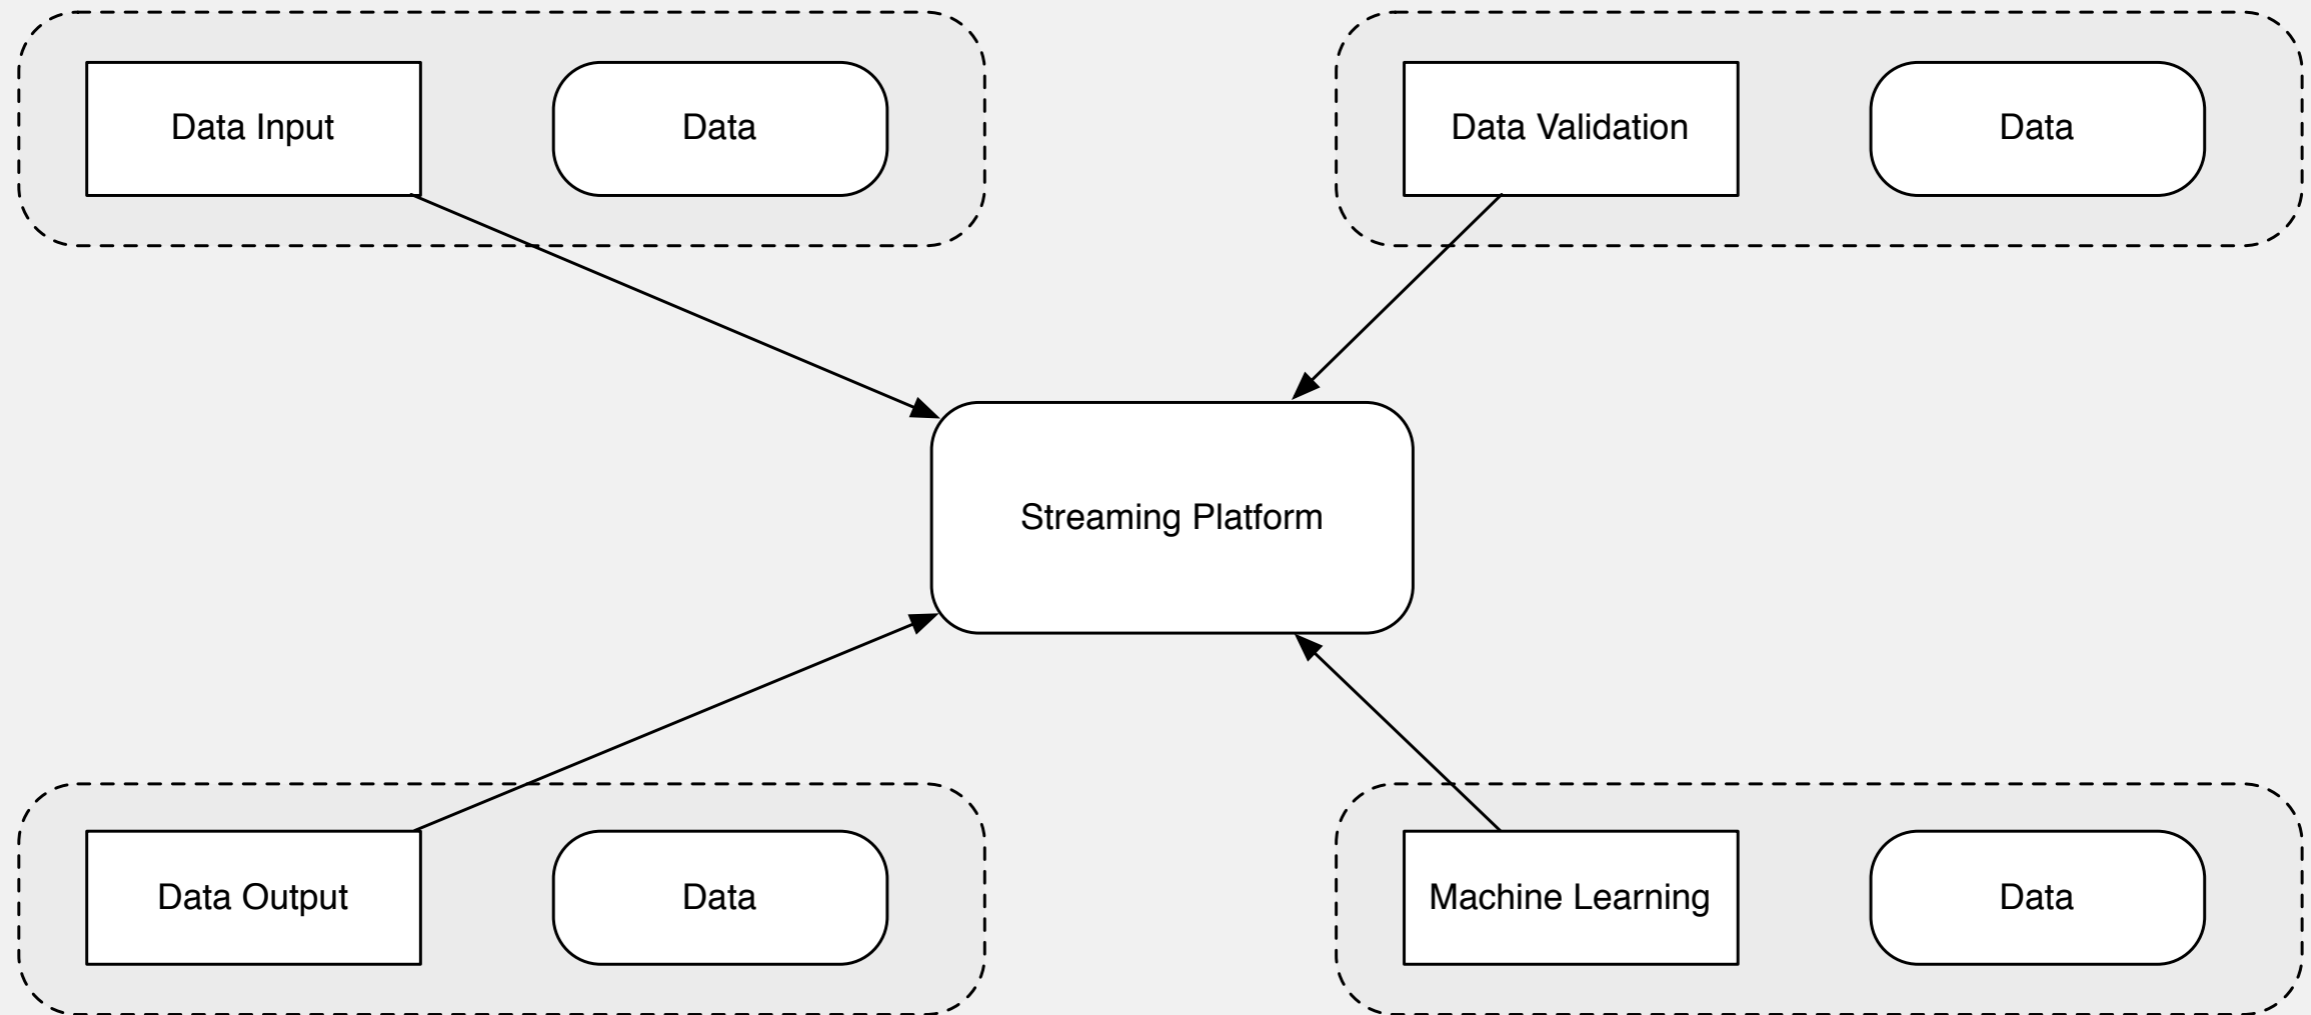 Data Input
Data
Data Validation
Data
Streaming Platform
Data Output
Data
Machine Learning
Data